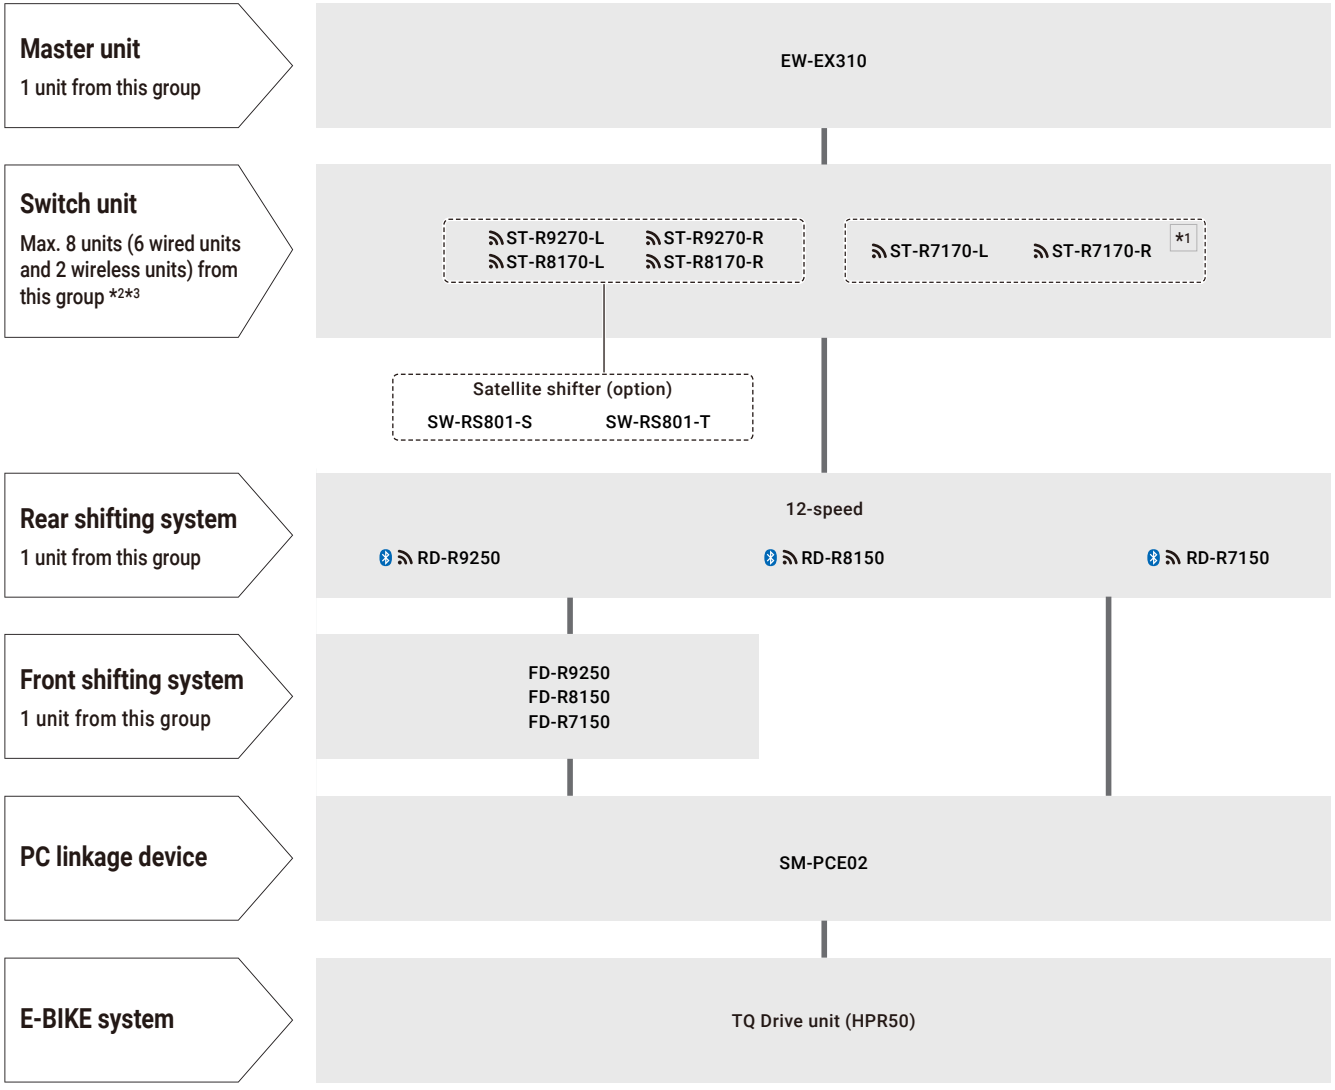 Master unit
1 unit from this group
EW-EX310
Switch unit
Max. 8 units (6 wired units
and 2 wireless units) from
this group *2*3
ST-R9270-L ST-R9270-R
ST-R8170-L ST-R8170-R
ST-R7170-L ST-R7170-R *1
Satellite shifter (option)
SW-RS801-S SW-RS801-T
Rear shifting system
1 unit from this group
12-speed
RD-R9250 RD-R8150 RD-R7150
Front shifting system
1 unit from this group
FD-R9250
FD-R8150
FD-R7150
PC linkage device
SM-PCE02
E-BIKE system
TQ Drive unit (HPR50)